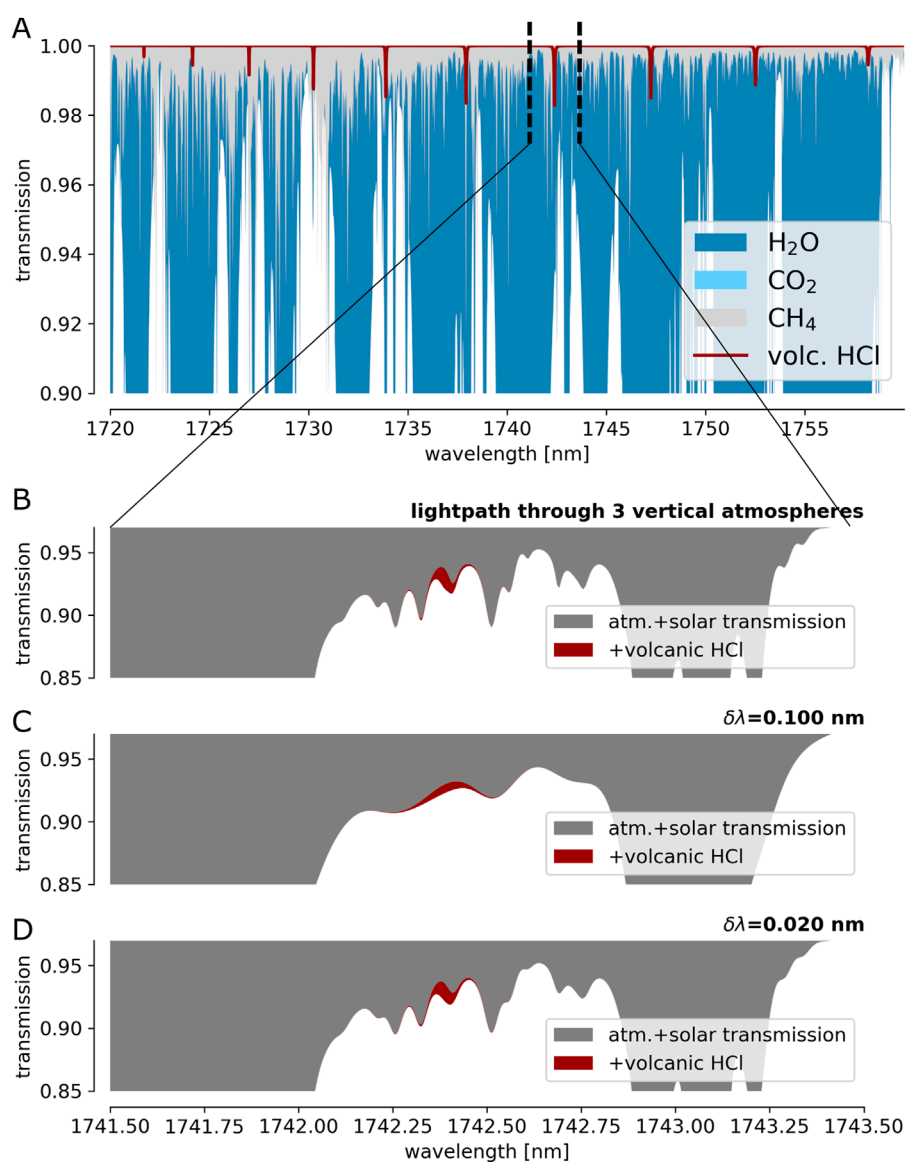 A
1.00
0.98
0.96
0.94
0.92
0.90
transmission
H₂O
CO₂
CH₄
volc. HCl
1720 1725 1730 1735 1740 1745 1750 1755
wavelength [nm]
B
lightpath through 3 vertical atmospheres
0.95
0.90
0.85
transmission
atm.+solar transmission
+volcanic HCl
C
δλ=0.100 nm
0.95
0.90
0.85
transmission
atm.+solar transmission
+volcanic HCl
D
δλ=0.020 nm
0.95
0.90
0.85
transmission
atm.+solar transmission
+volcanic HCl
1741.50 1741.75 1742.00 1742.25 1742.50 1742.75 1743.00 1743.25 1743.50
wavelength [nm]